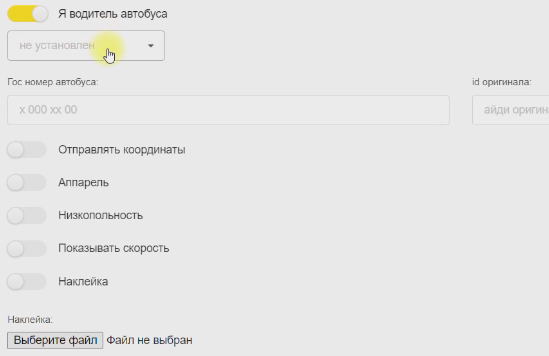 Я водитель автобуса
не установлен
Гос номер автобуса:
id оригинала:
х 000 хх 00
айди оригин
Отправлять координаты
Аппарель
Низкопольность
Показывать скорость
Наклейка
Наклейка:
Выберите файл Файл не выбран